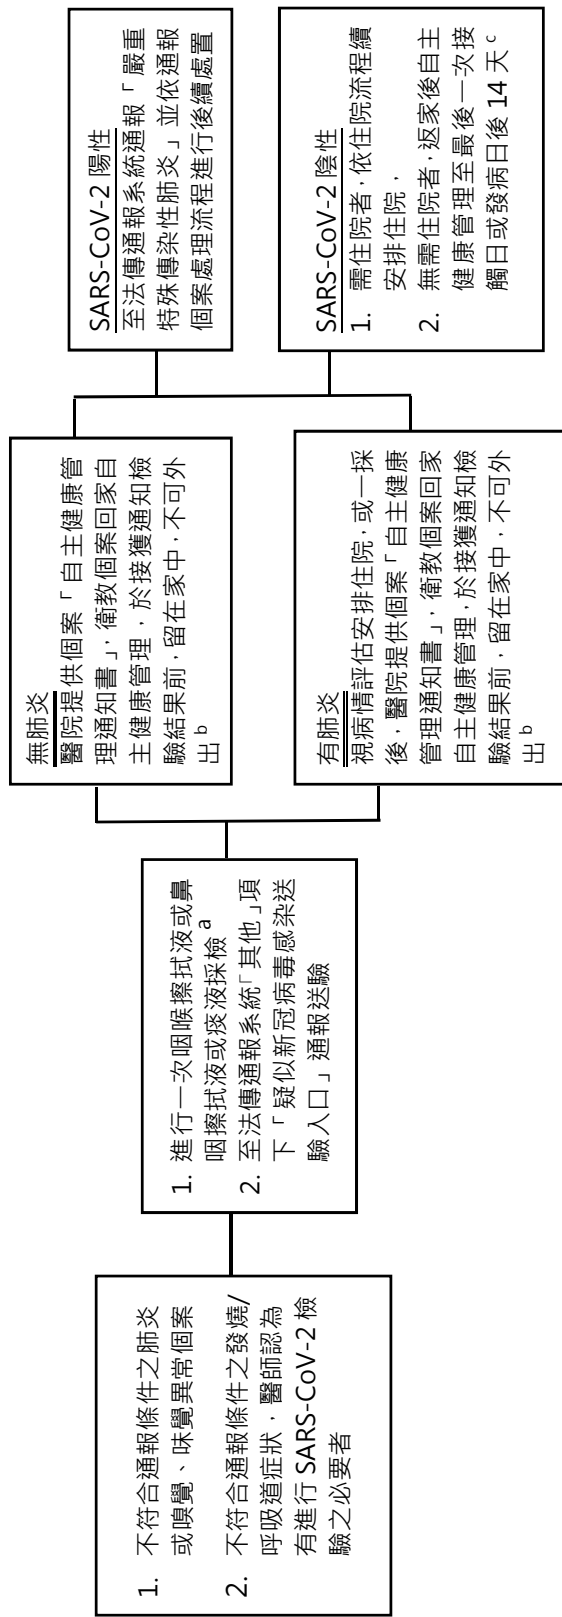 1. 不符合通報條件之肺炎
或嗅覺、味覺異常個案
2. 不符合通報條件之發燒/
呼吸道症狀，醫師認為
有進行 SARS-CoV-2 檢
驗之必要者
1. 進行一次咽喉擦拭液或鼻
咽擦拭液或痰液採檢 a
2. 至法傳通報系統「其他」項
下「疑似新冠病毒感染送
驗入口」通報送驗
無肺炎
醫院提供個案「自主健康管
理通知書」，衛教個案回家自
主健康管理，於接獲通知檢
驗結果前，留在家中，不可外
出 b
有肺炎
視病情評估安排住院，或一採
後，醫院提供個案「自主健康
管理通知書」，衛教個案回家
自主健康管理，於接獲通知檢
驗結果前，留在家中，不可外
出 b
SARS-CoV-2 陽性
至法傳通報系統通報「嚴重
特殊傳染性肺炎」並依通報
個案處理流程進行後續處置
SARS-CoV-2 陰性
1. 需住院者，依住院流程續
安排住院，
2. 無需住院者，返家後自主
健康管理至最後一次接
觸日或發病日後 14 天 c